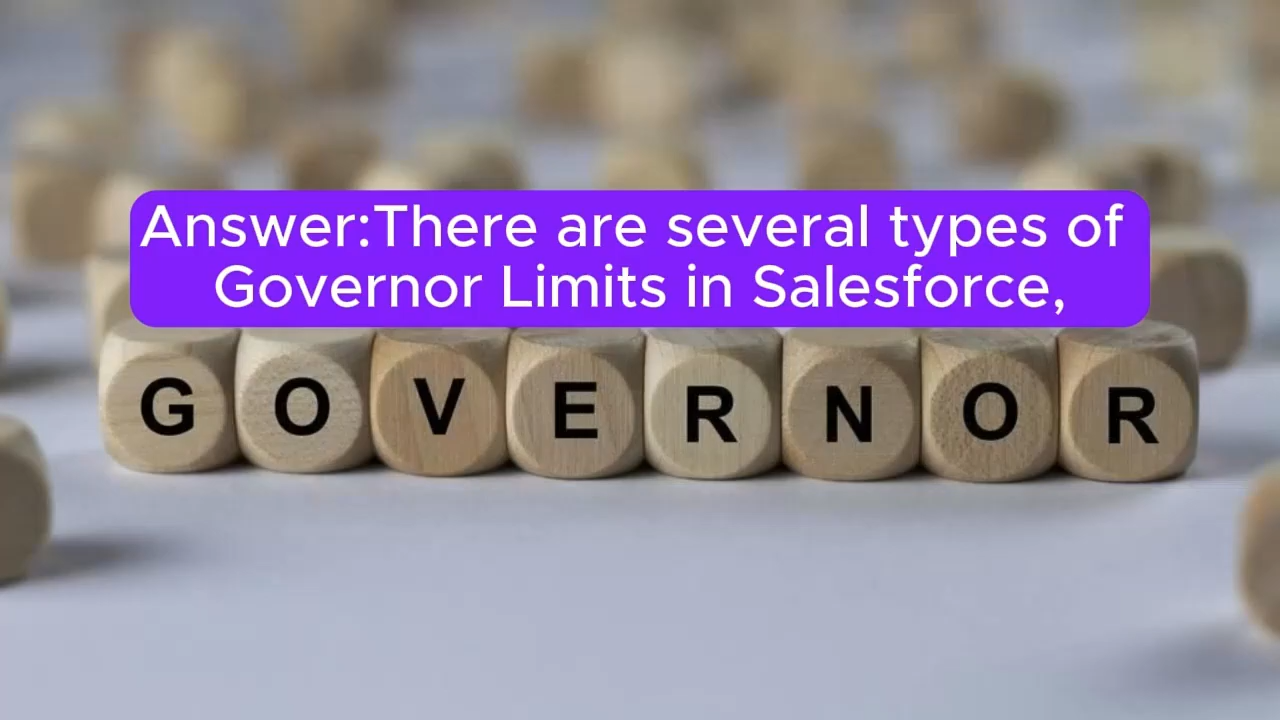 Answer:There are several types of
Governor Limits in Salesforce,
GOVERNOR